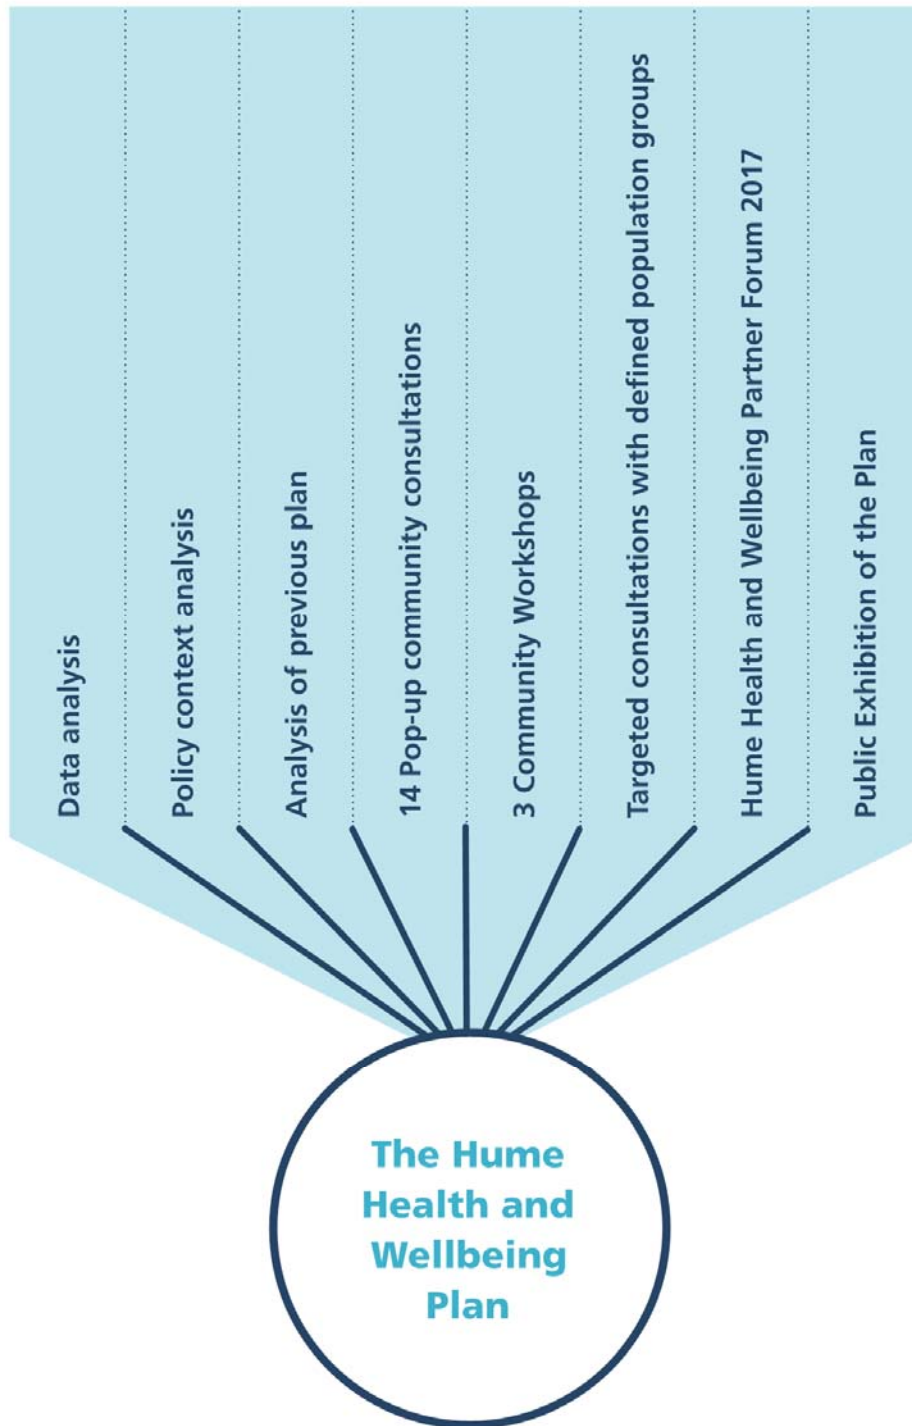 Data analysis
Policy context analysis
Analysis of previous plan
14 Pop-up community consultations
3 Community Workshops
Targeted consultations with defined population groups
Hume Health and Wellbeing Partner Forum 2017
Public Exhibition of the Plan
The Hume
Health and
Wellbeing
Plan